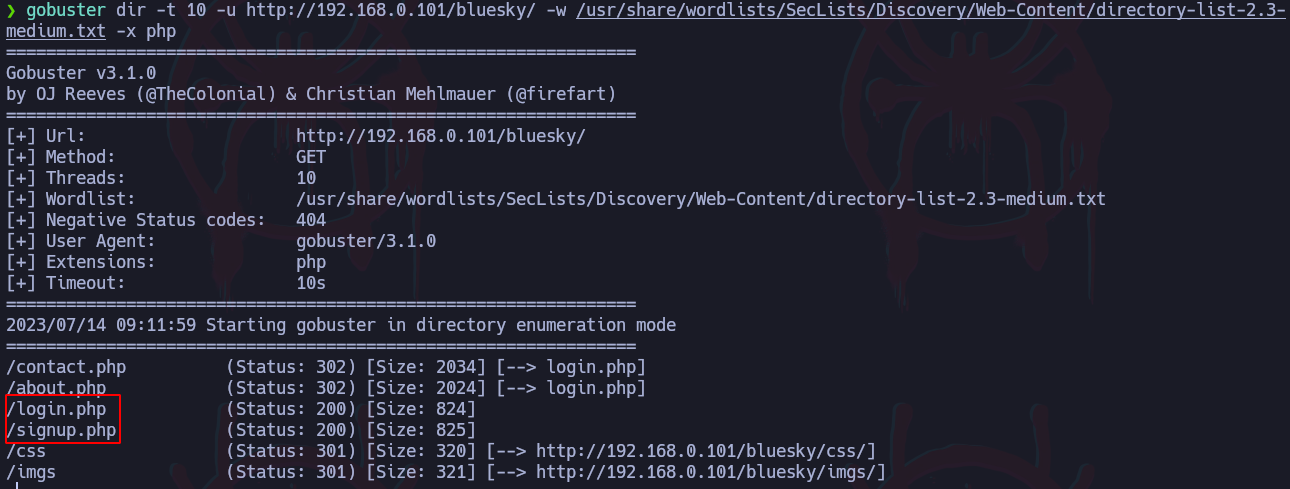 ❯ gobuster dir -t 10 -u http://192.168.0.101/bluesky/ -w /usr/share/wordlists/SecLists/Discovery/Web-Content/directory-list-2.3-
medium.txt -x php
===============================================================
Gobuster v3.1.0
by OJ Reeves (@TheColonial) & Christian Mehlmauer (@firefart)
===============================================================
[+] Url:                     http://192.168.0.101/bluesky/
[+] Method:                  GET
[+] Threads:                 10
[+] Wordlist:                /usr/share/wordlists/SecLists/Discovery/Web-Content/directory-list-2.3-medium.txt
[+] Negative Status codes:   404
[+] User Agent:              gobuster/3.1.0
[+] Extensions:              php
[+] Timeout:                 10s
===============================================================
2023/07/14 09:11:59 Starting gobuster in directory enumeration mode
===============================================================
/contact.php          (Status: 302) [Size: 2034] [--> login.php]
/about.php            (Status: 302) [Size: 2024] [--> login.php]
/login.php            (Status: 200) [Size: 824]
/signup.php           (Status: 200) [Size: 825]
/css                  (Status: 301) [Size: 320] [--> http://192.168.0.101/bluesky/css/]
/imgs                 (Status: 301) [Size: 321] [--> http://192.168.0.101/bluesky/imgs/]